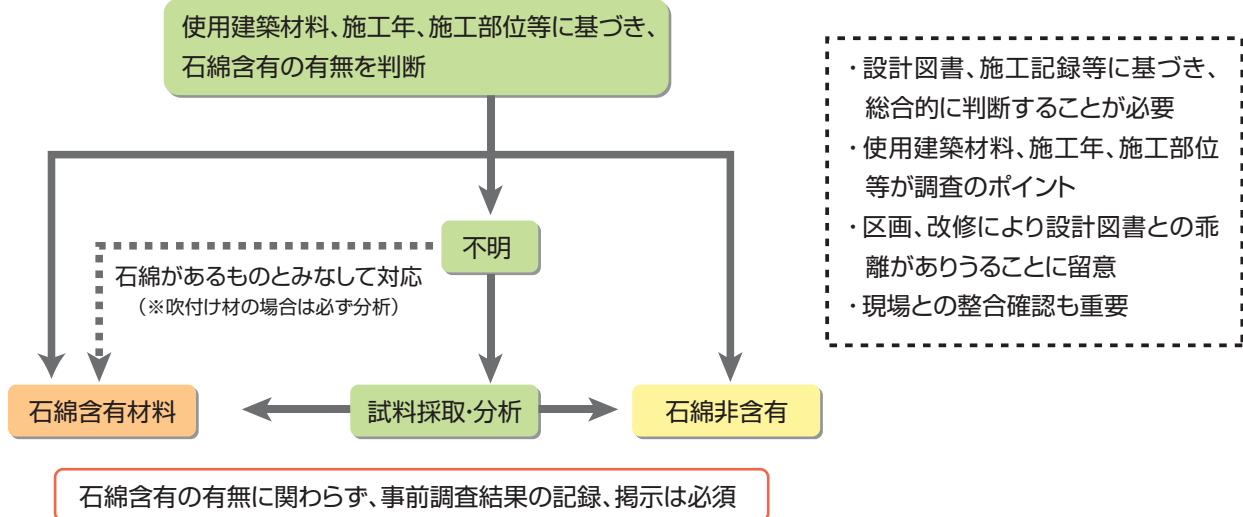 使用建築材料、施工年、施工部位等に基づき、
石綿含有の有無を判断
・設計図書、施工記録等に基づき、
総合的に判断することが必要
・使用建築材料、施工年、施工部位
等が調査のポイント
・区画、改修により設計図書との乖
離がありうることに留意
・現場との整合確認も重要
不明
石綿があるものとみなして対応
（※吹付け材の場合は必ず分析）
石綿含有材料
試料採取・分析
石綿非含有
石綿含有の有無に関わらず、事前調査結果の記録、掲示は必須